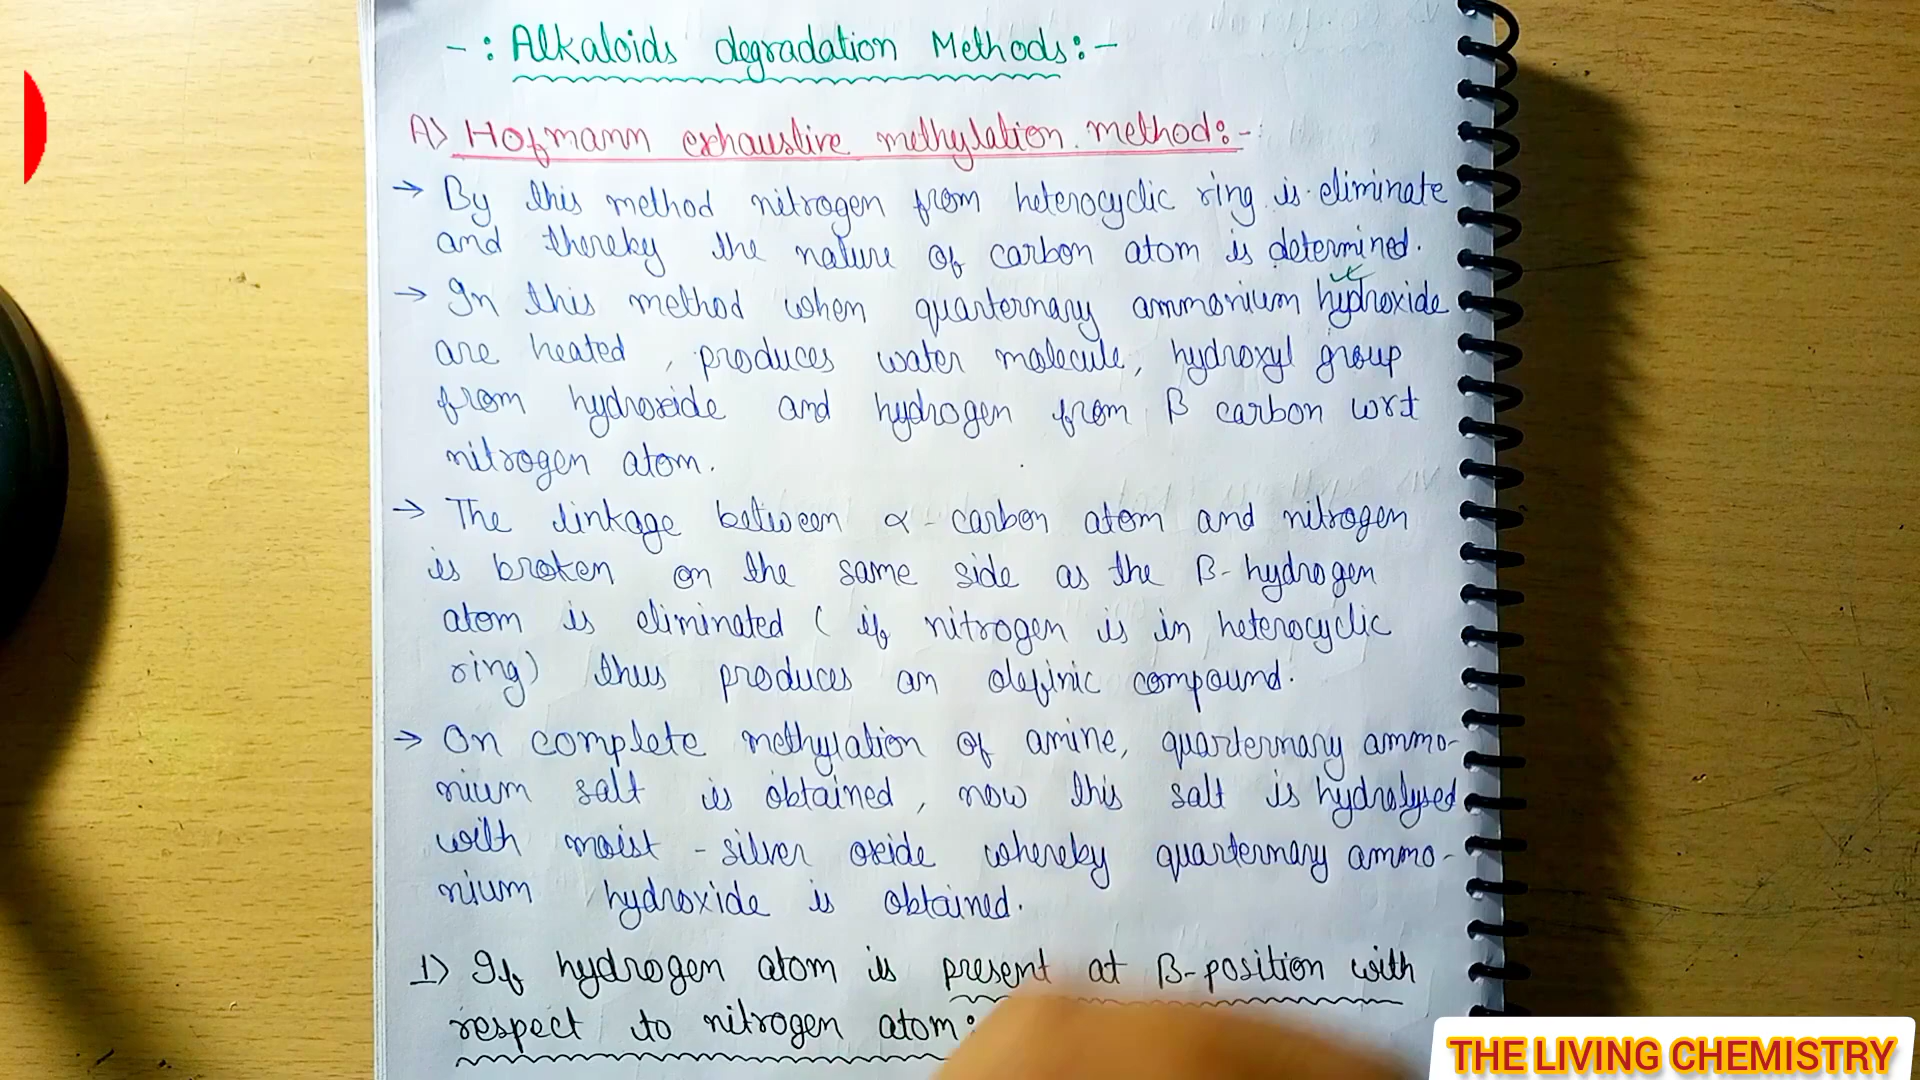 -: Alkaloids degradation Methods:-
A> Hofmann exhaustive methylation method:-
→ By this method nitrogen from heterocyclic ring is eliminate
and thereby the nature of carbon atom is determined.
→ In this method when quarternary ammonium hydroxide
are heated, produces water molecule, hydroxyl group
from hydroxide and hydrogen from β carbon wrt
nitrogen atom.
→ The linkage between α-carbon atom and nitrogen
is broken on the same side as the β-hydrogen
atom is eliminated (if nitrogen is in heterocyclic
ring) thus produces an olefinic compound.
→ On complete methylation of amine, quarternary ammo-
nium salt is obtained, now this salt is hydrolysed
with moist-silver oxide whereby quarternary ammo-
nium hydroxide is obtained.
1> If hydrogen atom is present at β-position with
respect to nitrogen atom:
THE LIVING CHEMISTRY